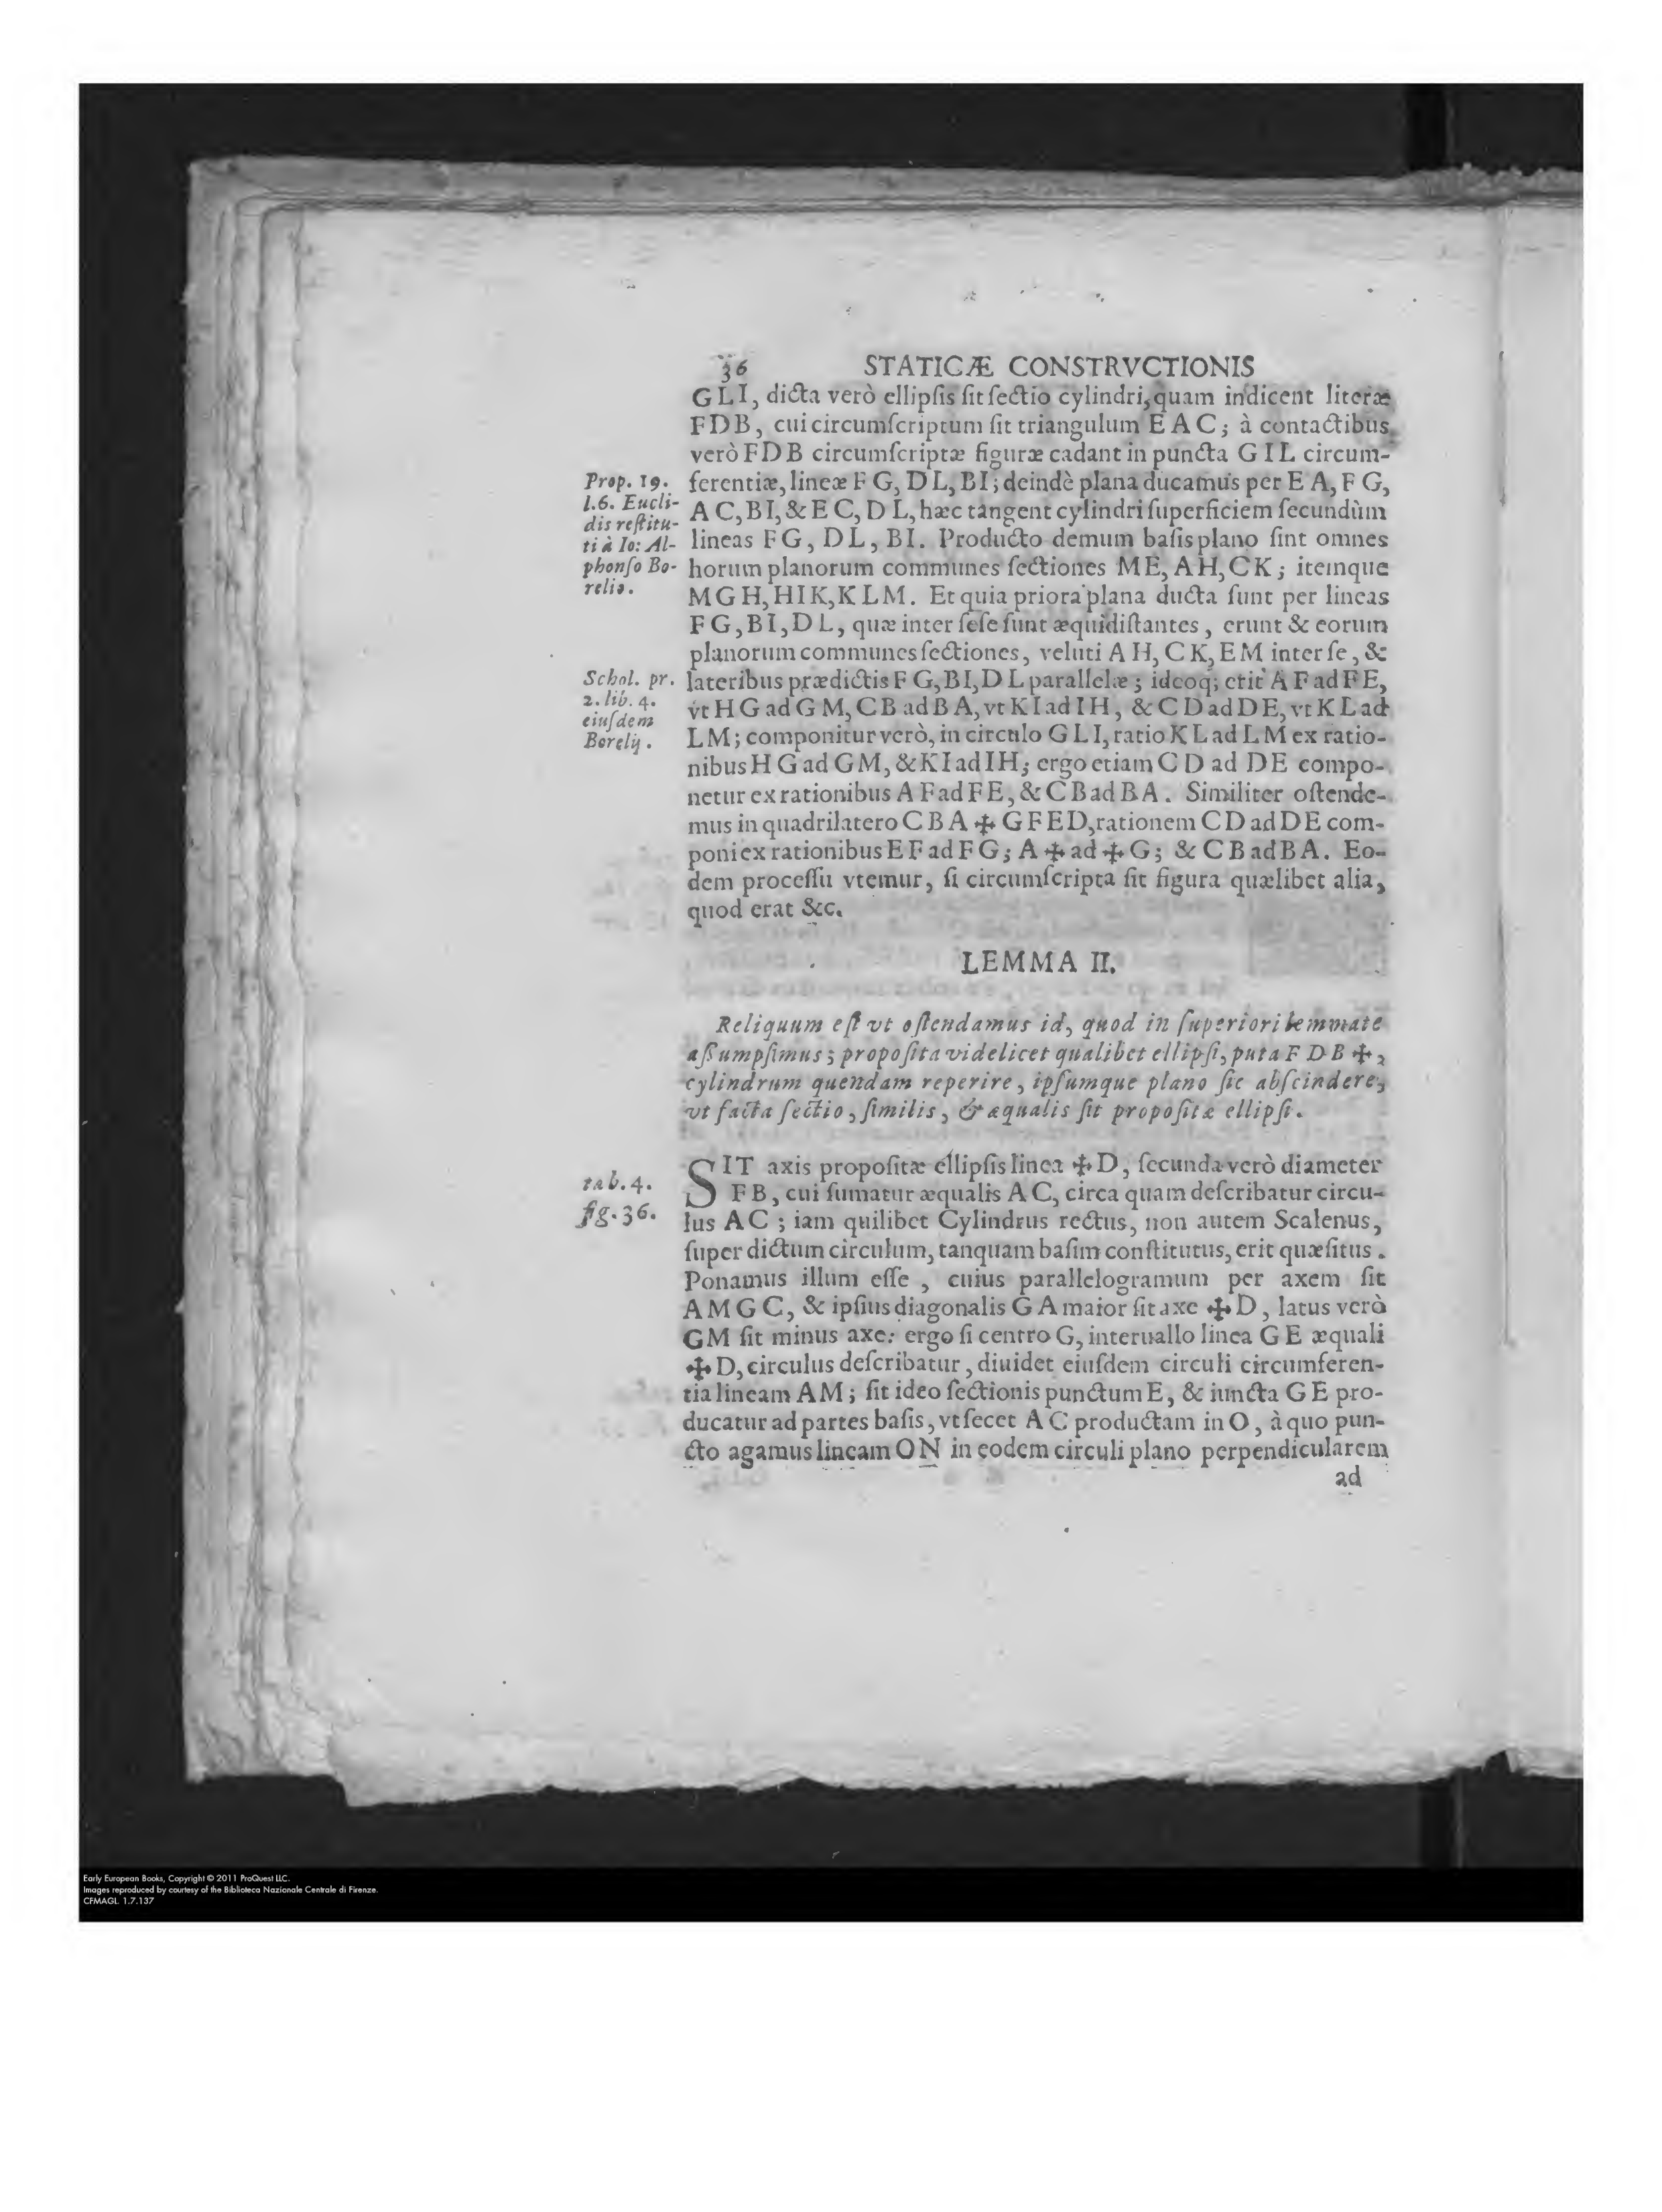 36 STATICÆ CONSTRVCTIONIS
GLI, dicta verò ellipſis ſit ſectio cylindri, quam indicent literæ
FDB, cui circumſcriptum ſit triangulum EAC; à contactibus
verò FDB circumſcriptæ figuræ cadant in puncta GIL circum-
ferentiæ, lineæ FG, DL, BI; deindè plana ducamus per EA, FG,
AC, BI, & EC, DL, hæc tangent cylindri ſuperficiem ſecundùm
lineas FG, DL, BI. Producto demum baſis plano ſint omnes
horum planorum communes ſectiones ME, AH, CK; itemque
MGH, HIK, KLM. Et quia priora plana ducta ſunt per lineas
FG, BI, DL, quæ inter ſeſe ſunt æquidiſtantes, erunt & eorum
planorum communes ſectiones, veluti AH, CK, EM inter ſe, &
lateribus prædictis FG, BI, DL parallelæ; ideoq; erit AF ad FE,
vt HG ad GM, CB ad BA, vt KI ad IH, & CD ad DE, vt KL ad
LM; componitur verò, in circulo GLI, ratio KL ad LM ex ratio-
nibus HG ad GM, & KI ad IH; ergo etiam CD ad DE compo-
netur ex rationibus AF ad FE, & CB ad BA. Similiter oſtende-
mus in quadrilatero CBA ✢ GFED, rationem CD ad DE com-
poni ex rationibus EF ad FG; A ✢ ad ✢ G; & CB ad BA. Eo-
dem proceſſu vtemur, ſi circumſcripta ſit figura quælibet alia,
quod erat &c.
Prop. 19.
l.6. Eucli-
dis reſtitu-
ti à Io: Al-
phonſo Bo-
relio.
Schol. pr.
2. lib. 4.
eiuſdem
Borelij.
LEMMA II.
Reliquum eſt vt oſtendamus id, quod in ſuperiori lemmate
aſſumpſimus; propoſita videlicet qualibet ellipſi, puta FDB ✢,
cylindrum quendam reperire, ipſumque plano ſic abſcindere,
vt facta ſectio, ſimilis, & æqualis ſit propoſitæ ellipſi.
tab. 4.
fig. 36.
SIT axis propoſitæ ellipſis linea ✢ D, ſecunda verò diameter
FB, cui ſumatur æqualis AC, circa quam deſcribatur circu-
lus AC; iam quilibet Cylindrus rectus, non autem Scalenus,
ſuper dictum circulum, tanquam baſim conſtitutus, erit quæſitus.
Ponamus illum eſſe, cuius parallelogramum per axem ſit
AMGC, & ipſius diagonalis GA maior ſit axe ✢ D, latus verò
GM ſit minus axe: ergo ſi centro G, interuallo linea GE æquali
✢ D, circulus deſcribatur, diuidet eiuſdem circuli circumferen-
tia lineam AM; ſit ideo ſectionis punctum E, & iuncta GE pro-
ducatur ad partes baſis, vt ſecet AC productam in O, à quo pun-
cto agamus lineam ON in eodem circuli plano perpendicularem
ad
Early European Books, Copyright © 2011 ProQuest LLC.
Images reproduced by courtesy of the Biblioteca Nazionale Centrale di Firenze.
CFMAGL 1.7.137